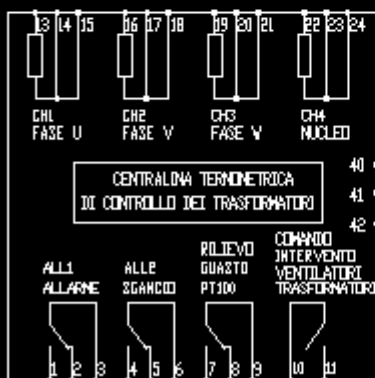 13 14 15 16 17 18 19 20 21 22 23 24
CH1 CH2 CH3 CH4
FASE U FASE V FASE W NUCLEO
CENTRALINA TERMOMETRICA
DI CONTROLLO DEI TRASFORMATORI
40
41
42
ALL1
ALLARME
ALL2
SGANCIO
RILIEVO
GUASTO
PT100
COMANDO
INTERVENTO
VENTILATORI
TRASFORMATORI
1 2 3 4 5 6 7 8 9 10 11